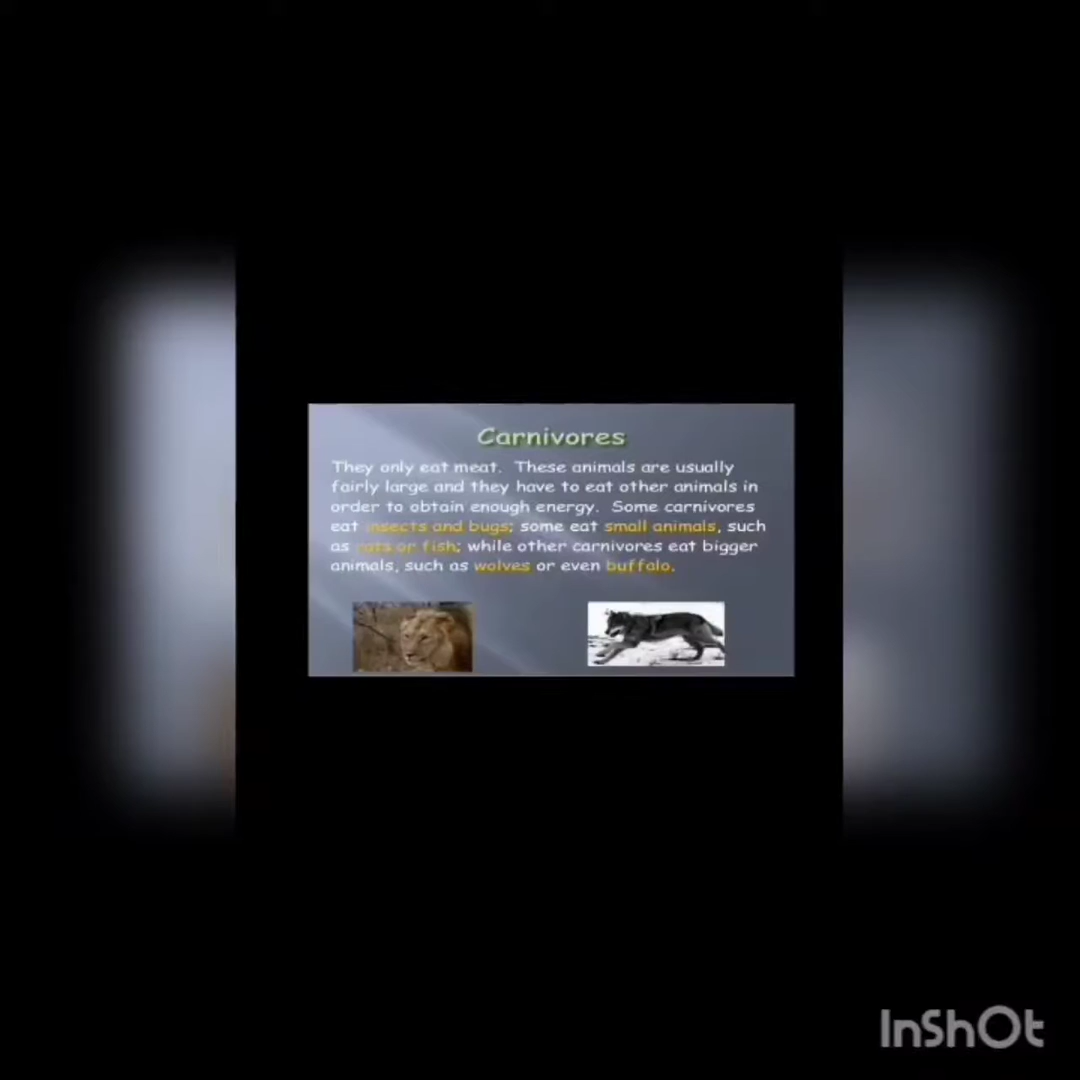 Carnivores
They only eat meat. These animals are usually
fairly large and they have to eat other animals in
order to obtain enough energy. Some carnivores
eat insects and bugs; some eat small animals, such
as rats or fish; while other carnivores eat bigger
animals, such as wolves or even buffalo.
InShOt